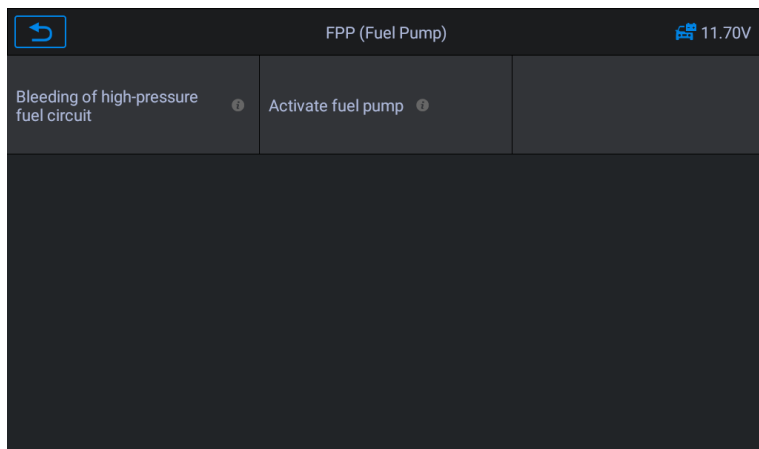 FPP (Fuel Pump)
11.70V
Bleeding of high-pressure
fuel circuit
Activate fuel pump